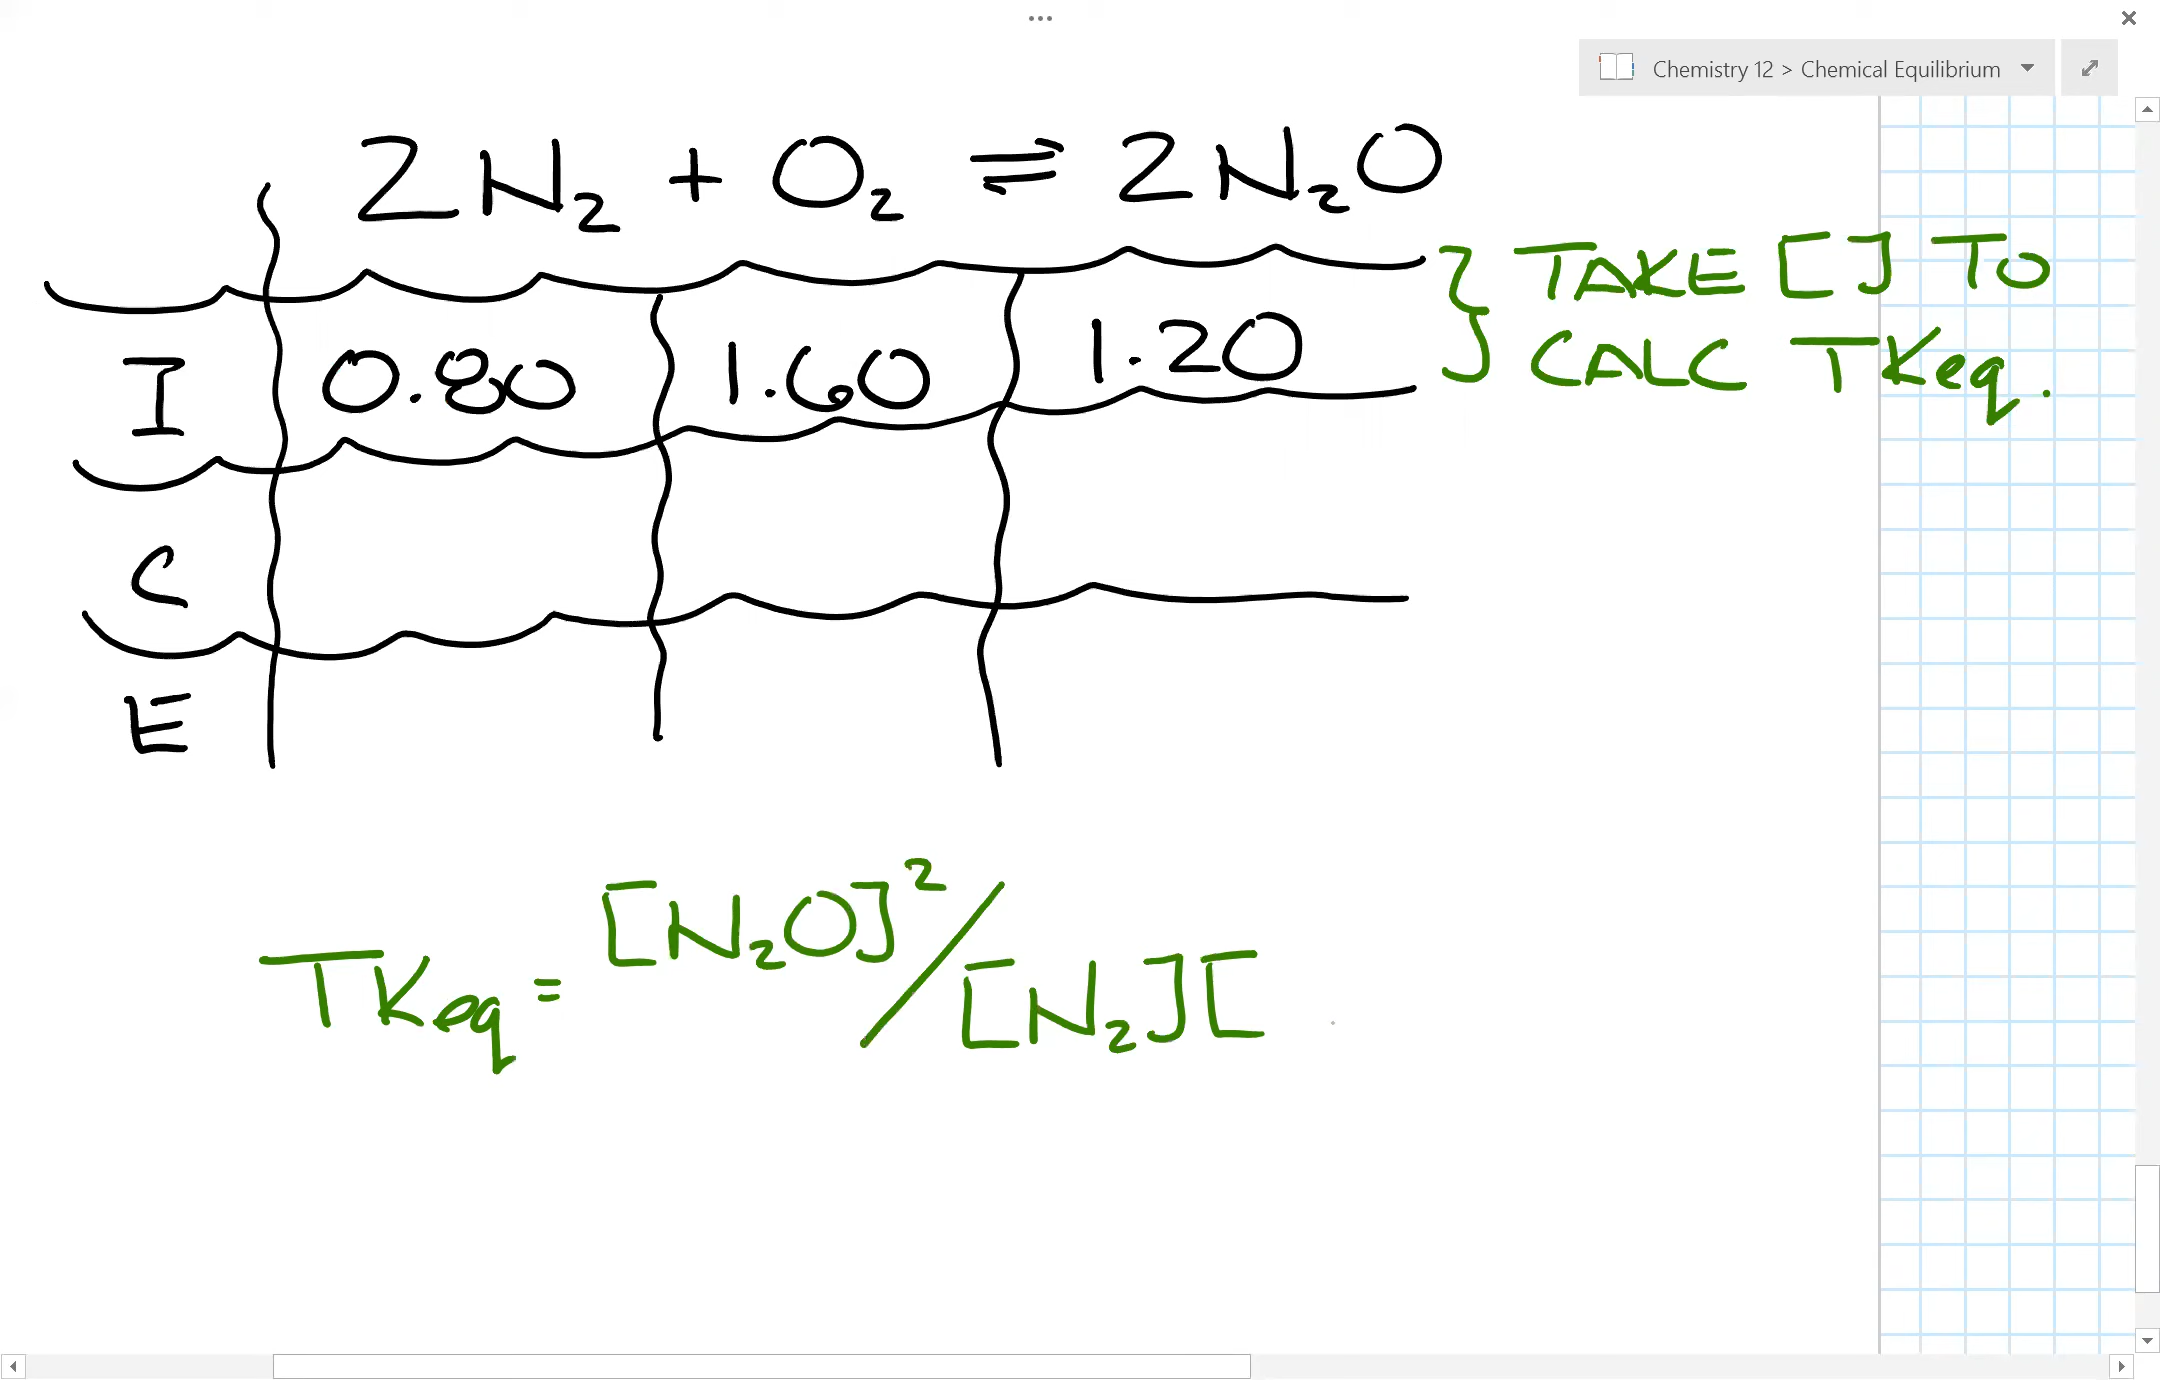 Chemistry 12 > Chemical Equilibrium
2N₂ + O₂ ⇌ 2N₂O
I 0.80 1.60 1.20 } TAKE [ ] TO
CALC TKeq.
C
E
TKeq = [N₂O]² / [N₂][